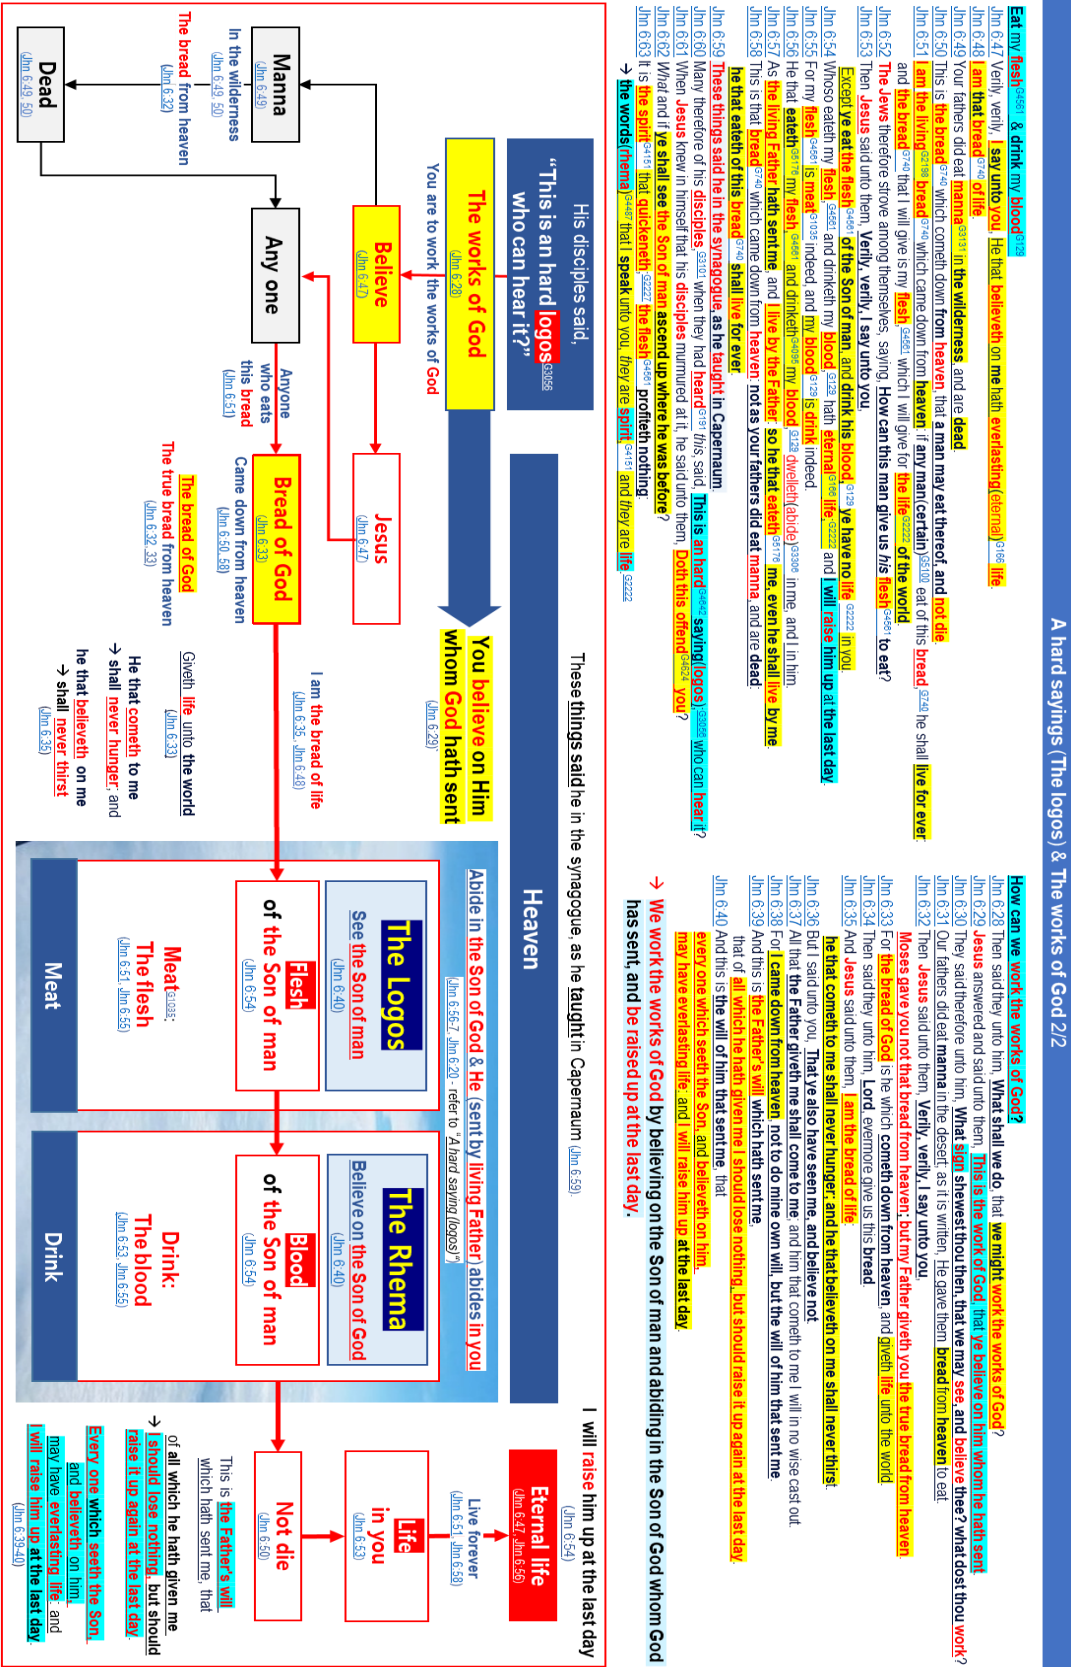 A hard sayings (The logos) & The works of God 2/2
Eat my flesh G4561 & drink my blood G129
Jhn 6:47 Verily, verily, I say unto you, He that believeth on me hath everlasting(eternal)G166 life.
Jhn 6:48 I am that bread G740 of life.
Jhn 6:49 Your fathers did eat manna G3131 in the wilderness, and are dead.
Jhn 6:50 This is the bread G740 which cometh down from heaven, that a man may eat thereof, and not die.
Jhn 6:51 I am the living G2198 bread G740 which came down from heaven: if any man(certain)G5100 eat of this bread, G740 he shall live for ever:
and the bread G740 that I will give is my flesh, G4561 which I will give for the life G2222 of the world.
Jhn 6:52 The Jews therefore strove among themselves, saying, How can this man give us his flesh G4561 to eat?
Jhn 6:53 Then Jesus said unto them, Verily, verily, I say unto you,
Except ye eat the flesh G4561 of the Son of man, and drink his blood, G129 ye have no life G2222 in you.
Jhn 6:54 Whoso eateth my flesh, G4561 and drinketh my blood, G129 hath eternal G166 life; G2222 and I will raise him up at the last day.
Jhn 6:55 For my flesh G4561 is meat G1035 indeed, and my blood G129 is drink indeed.
Jhn 6:56 He that eateth G5176 my flesh, G4561 and drinketh G4095 my blood, G129 dwelleth(abide)G3306 in me, and I in him.
Jhn 6:57 As the living Father hath sent me, and I live by the Father: so he that eateth G5176 me, even he shall live by me.
Jhn 6:58 This is that bread G740 which came down from heaven: not as your fathers did eat manna, and are dead:
he that eateth of this bread G740 shall live for ever.
Jhn 6:59 These things said he in the synagogue, as he taught in Capernaum.
Jhn 6:60 Many therefore of his disciples, G3101 when they had heard G191 this, said, This is an hard G4642 saying(logos); G3056 who can hear it?
Jhn 6:61 When Jesus knew in himself that his disciples murmured at it, he said unto them, Doth this offend G4624 you?
Jhn 6:62 What and if ye shall see the Son of man ascend up where he was before?
Jhn 6:63 It is the spirit G4151 that quickeneth; G2227 the flesh G4561 profiteth nothing:
→ the words(rhema)G4487 that I speak unto you, they are spirit, G4151 and they are life. G2222
How can we work the works of God?
Jhn 6:28 Then said they unto him, What shall we do, that we might work the works of God?
Jhn 6:29 Jesus answered and said unto them, This is the work of God, that ye believe on him whom he hath sent.
Jhn 6:30 They said therefore unto him, What sign shewest thou then, that we may see, and believe thee? what dost thou work?
Jhn 6:31 Our fathers did eat manna in the desert; as it is written, He gave them bread from heaven to eat.
Jhn 6:32 Then Jesus said unto them, Verily, verily, I say unto you,
Moses gave you not that bread from heaven; but my Father giveth you the true bread from heaven.
Jhn 6:33 For the bread of God is he which cometh down from heaven, and giveth life unto the world.
Jhn 6:34 Then said they unto him, Lord, evermore give us this bread.
Jhn 6:35 And Jesus said unto them, I am the bread of life:
he that cometh to me shall never hunger; and he that believeth on me shall never thirst.
Jhn 6:36 But I said unto you, That ye also have seen me, and believe not.
Jhn 6:37 All that the Father giveth me shall come to me; and him that cometh to me I will in no wise cast out.
Jhn 6:38 For I came down from heaven, not to do mine own will, but the will of him that sent me.
Jhn 6:39 And this is the Father's will which hath sent me,
that of all which he hath given me I should lose nothing, but should raise it up again at the last day.
Jhn 6:40 And this is the will of him that sent me, that
every one which seeth the Son, and believeth on him,
may have everlasting life: and I will raise him up at the last day.
→ We work the works of God by believing on the Son of man and abiding in the Son of God whom God
has sent, and be raised up at the last day.
His disciples said,
"This is an hard logos G3056
who can hear it?"
These things said he in the synagogue, as he taught in Capernaum (Jhn 6:59).
I will raise him up at the last day
(Jhn 6:54)
Heaven
The works of God
(Jhn 6:28)
You are to work the works of God
You believe on Him
whom God hath sent
(Jhn 6:29)
Eternal life
(Jhn 6:47, Jhn 6:56)
Live forever
(Jhn 6:51, Jhn 6:58)
Believe
(Jhn 6:47)
Jesus
(Jhn 6:47)
Life
in you
(Jhn 6:53)
Manna
(Jhn 6:49)
In the wilderness
(Jhn 6:49, 50)
The bread from heaven
(Jhn 6:32)
Dead
(Jhn 6:49, 50)
Any one
Anyone
who eats
this bread
(Jhn 6:51)
Bread of God
(Jhn 6:33)
Came down from heaven
(Jhn 6:50, 58)
The bread of God
The true bread from heaven
(Jhn 6:32, 33)
I am the bread of life
(Jhn 6:35, Jhn 6:48)
Giveth life unto the world
(Jhn 6:33)
He that cometh to me
→ shall never hunger; and
he that believeth on me
→ shall never thirst
(Jhn 6:35)
Abide in the Son of God & He (sent by living Father) abides in you
(Jhn 6:56-7, Jhn 6:20 - refer to "A hard saying (logos)")
The Logos
See the Son of man
(Jhn 6:40)
Flesh
of the Son of man
(Jhn 6:54)
Meat G1035:
The flesh
(Jhn 6:51, Jhn 6:55)
Meat
The Rhema
Believe on the Son of God
(Jhn 6:40)
Blood
of the Son of man
(Jhn 6:54)
Drink:
The blood
(Jhn 6:53, Jhn 6:55)
Drink
Not die
(Jhn 6:50)
This is the Father's will
which hath sent me, that
of all which he hath given me
→ I should lose nothing, but should
raise it up again at the last day.
Every one which seeth the Son,
and believeth on him,
may have everlasting life: and
I will raise him up at the last day.
(Jhn 6:39-40)